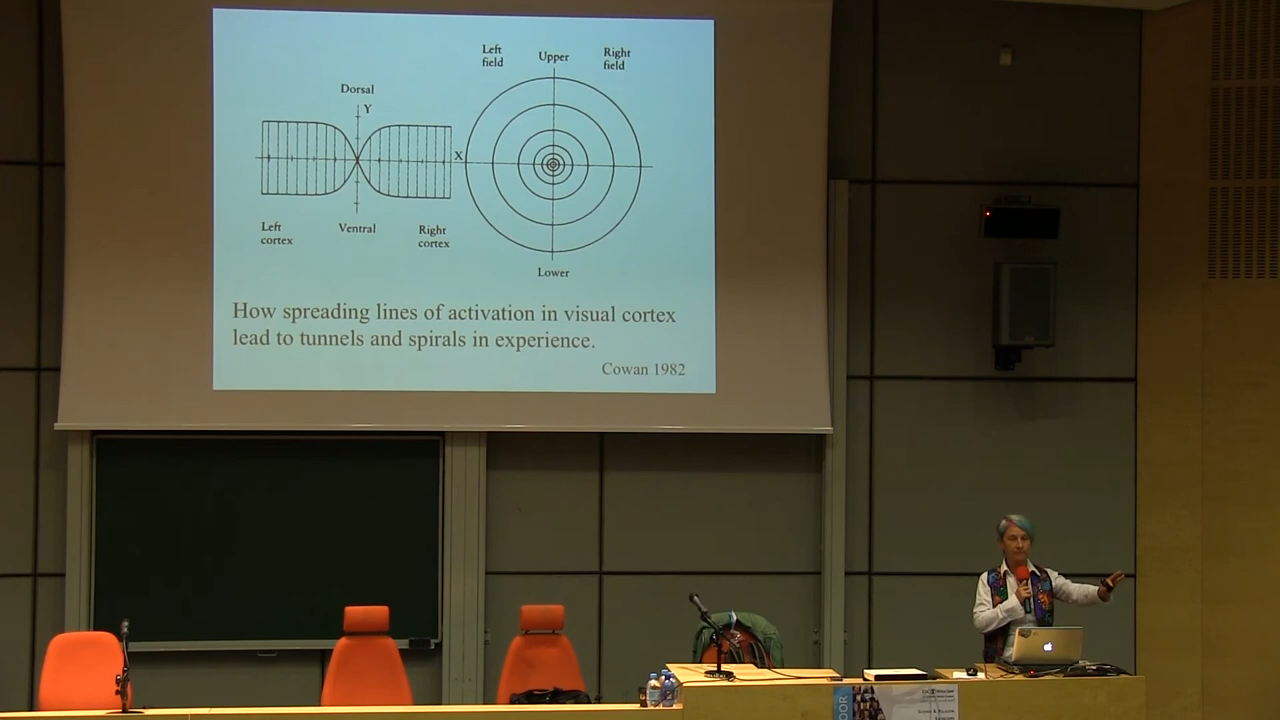 Left
field
Upper
Right
field
Dorsal
Y
X
Left
cortex
Ventral
Right
cortex
Lower
How spreading lines of activation in visual cortex
lead to tunnels and spirals in experience.
Cowan 1982